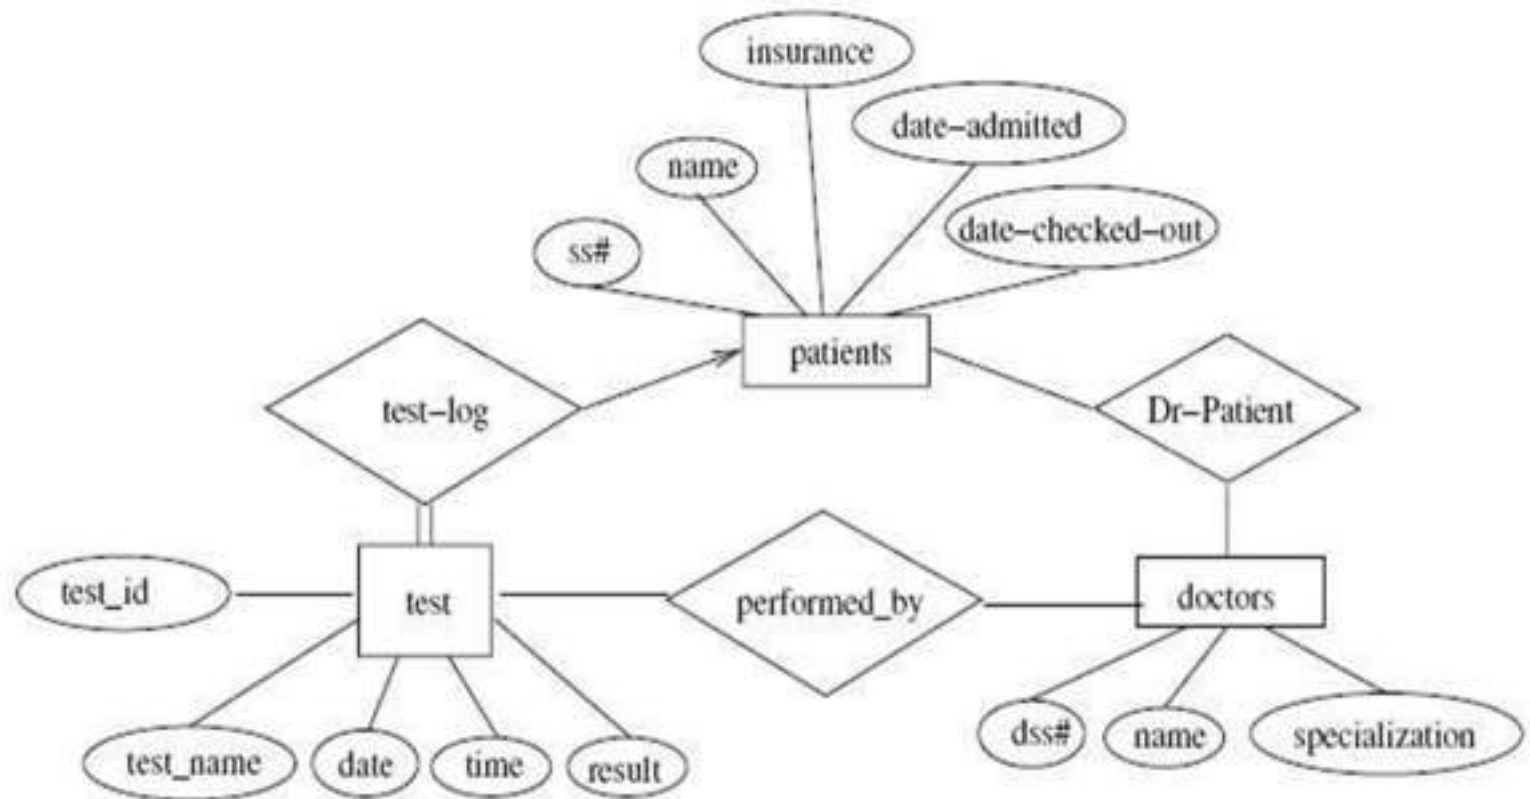 insurance
date-admitted
name
date-checked-out
ss#
patients
test-log
Dr-Patient
test_id
test
performed_by
doctors
test_name
date
time
result
dss#
name
specialization